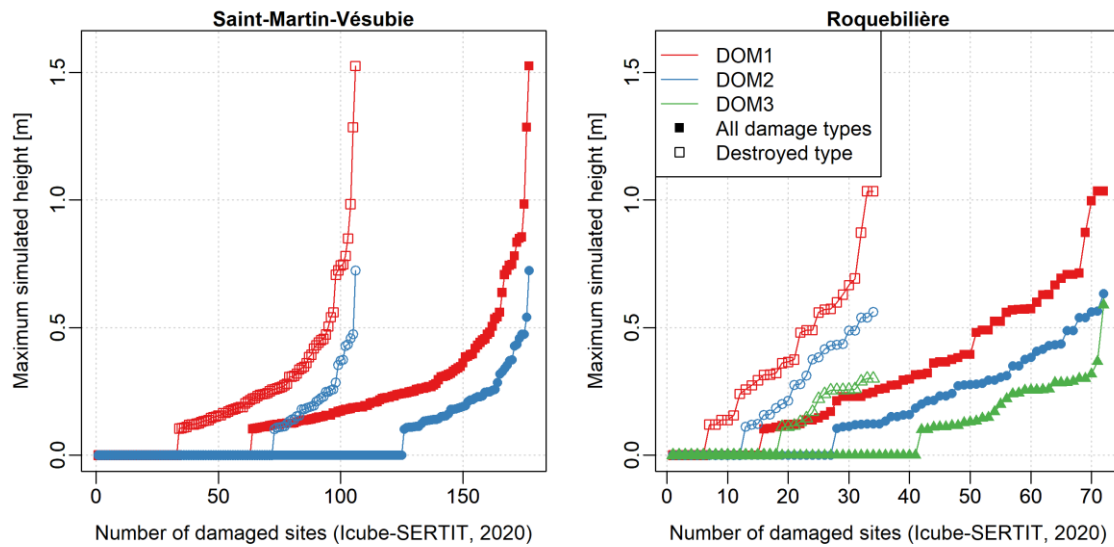 Saint-Martin-Vésubie
Maximum simulated height [m]
1.5
1.0
0.5
0.0
0
50
100
150
Number of damaged sites (Icube-SERTIT, 2020)
Roquebilière
DOM1
DOM2
DOM3
All damage types
Destroyed type
Maximum simulated height [m]
1.5
1.0
0.5
0.0
0
10
20
30
40
50
60
70
Number of damaged sites (Icube-SERTIT, 2020)